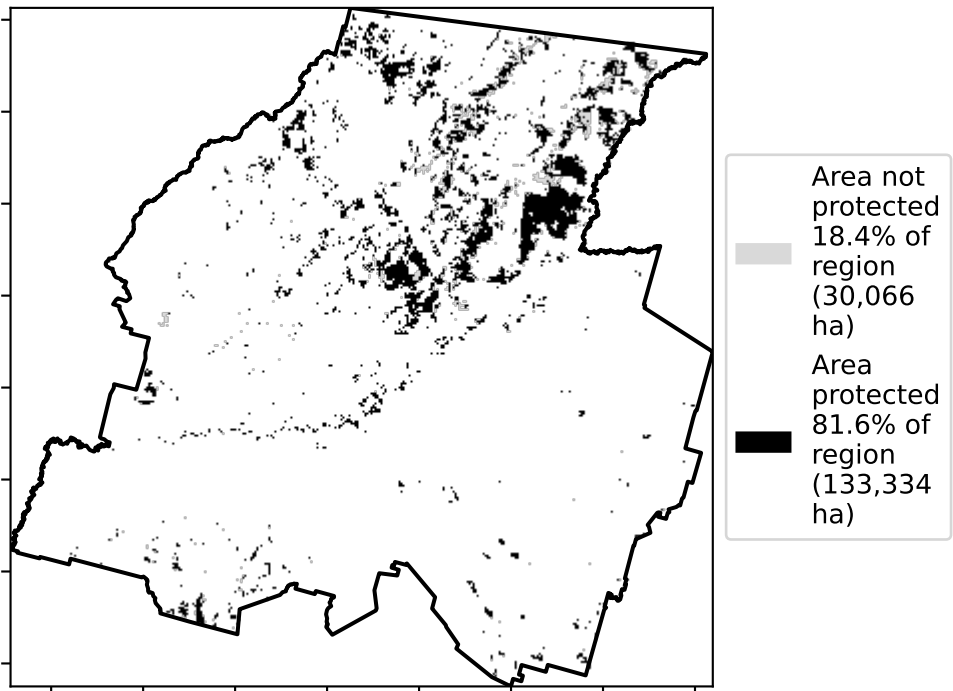 Area not
protected
18.4% of
region
(30,066
ha)
Area
protected
81.6% of
region
(133,334
ha)